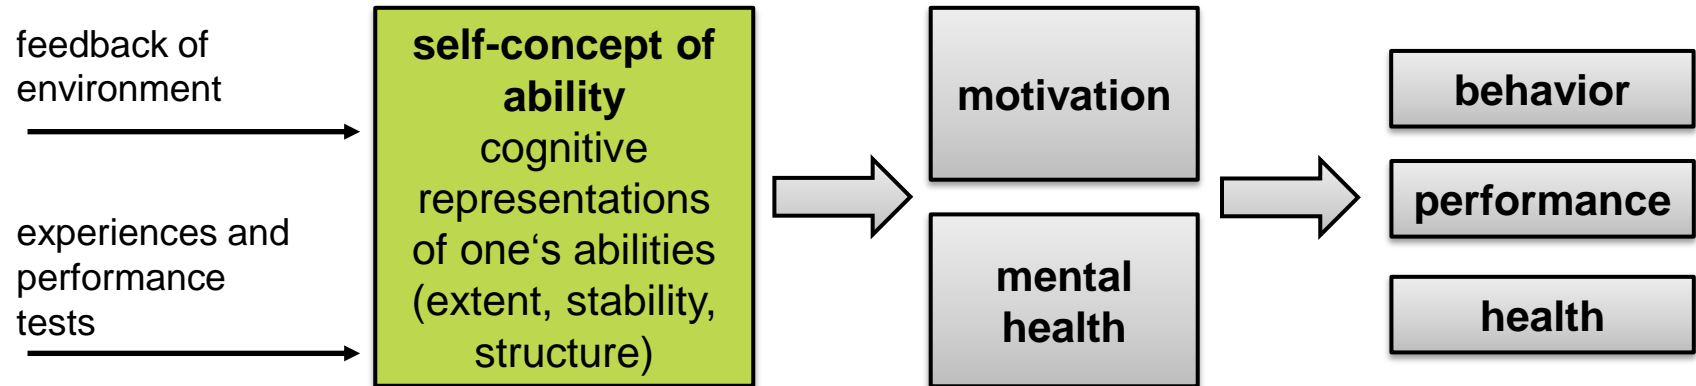 feedback of
environment
experiences and
performance
tests
self-concept of
ability
cognitive
representations
of one‘s abilities
(extent, stability,
structure)
motivation
mental
health
behavior
performance
health